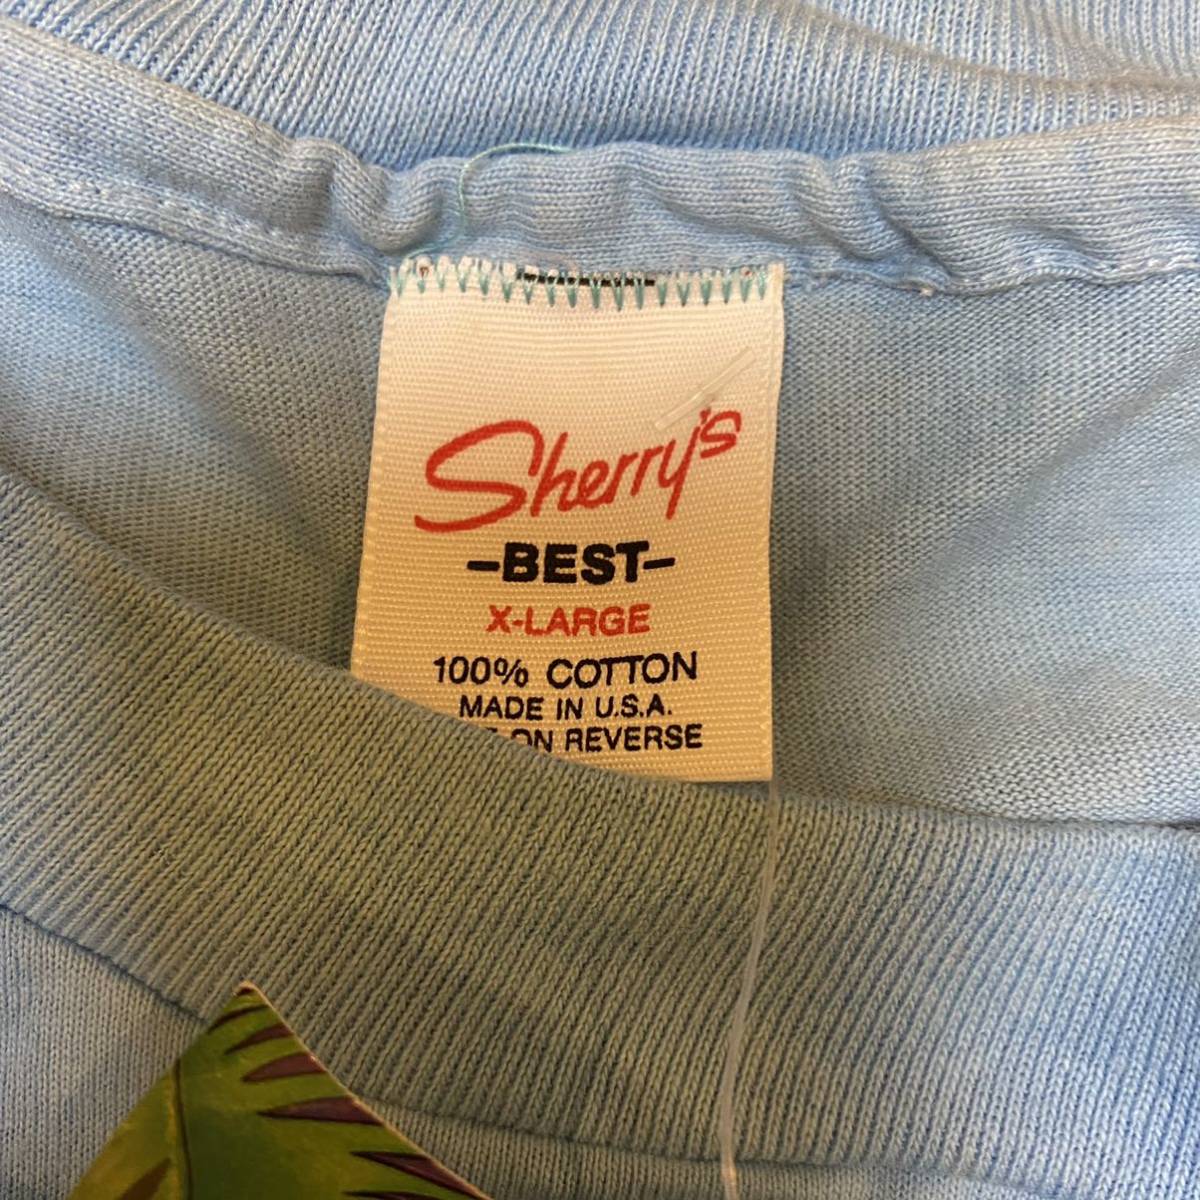 Sherry's
-BEST-
X-LARGE
100% COTTON
MADE IN U.S.A.
ON REVERSE